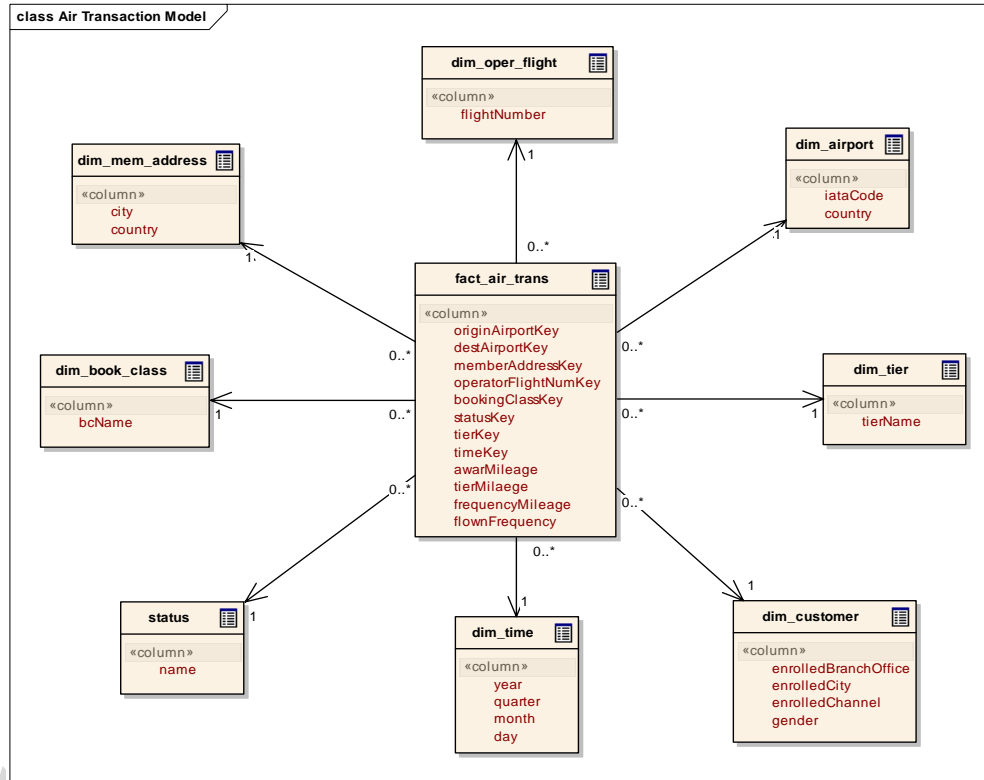 class Air Transaction Model
dim_oper_flight
«column»
flightNumber
dim_mem_address
«column»
city
country
dim_airport
«column»
iataCode
country
1
1
1
0..*
fact_air_trans
«column»
originAirportKey
destAirportKey
memberAddressKey
operatorFlightNumKey
bookingClassKey
statusKey
tierKey
timeKey
awarMileage
tierMilaege
frequencyMileage
flownFrequency
0..*
0..*
dim_book_class
«column»
bcName
1
0..*
dim_tier
«column»
tierName
0..*
1
0..*
0..*
0..*
status
«column»
name
1
dim_time
«column»
year
quarter
month
day
1
dim_customer
«column»
enrolledBranchOffice
enrolledCity
enrolledChannel
gender
1